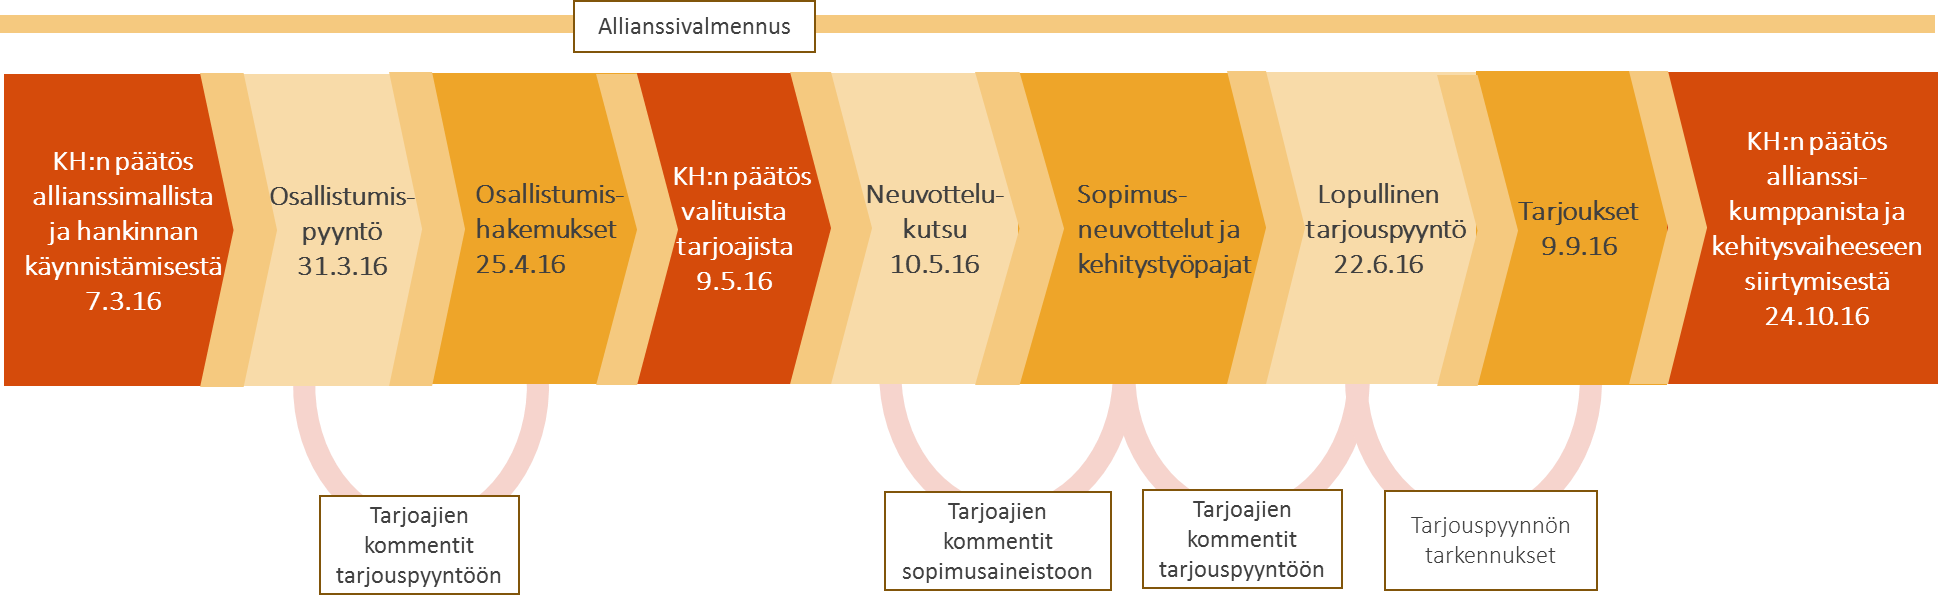 Allianssivalmennus
KH:n päätös
allianssimallista
ja hankinnan
käynnistämisestä
7.3.16
Osallistumis-
pyyntö
31.3.16
Osallistumis-
hakemukset
25.4.16
KH:n päätös
valituista
tarjoajista
9.5.16
Neuvottelu-
kutsu
10.5.16
Sopimus-
neuvottelut ja
kehitystyöpajat
Lopullinen
tarjouspyyntö
22.6.16
Tarjoukset
9.9.16
KH:n päätös
allianssi-
kumppanista ja
kehitysvaiheeseen
siirtymisestä
24.10.16
Tarjoajien
kommentit
tarjouspyyntöön
Tarjoajien
kommentit
sopimusaineistoon
Tarjoajien
kommentit
tarjouspyyntöön
Tarjouspyynnön
tarkennukset